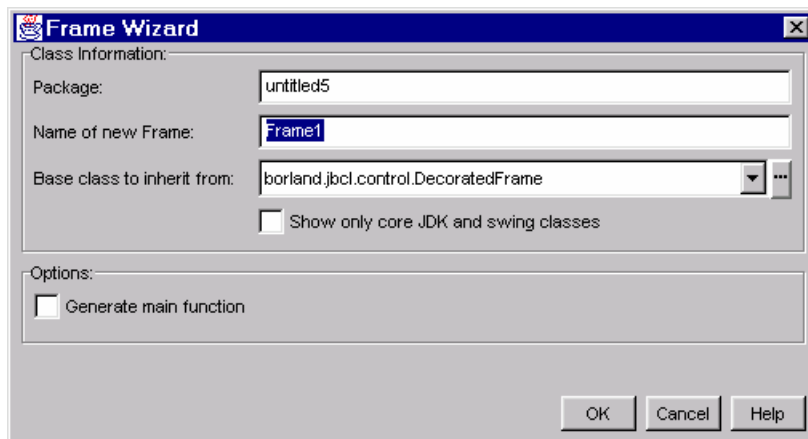 Frame Wizard
Class Information:
Package: untitled5
Name of new Frame: Frame1
Base class to inherit from: borland.jbcl.control.DecoratedFrame ...
Show only core JDK and swing classes
Options:
Generate main function
OK Cancel Help